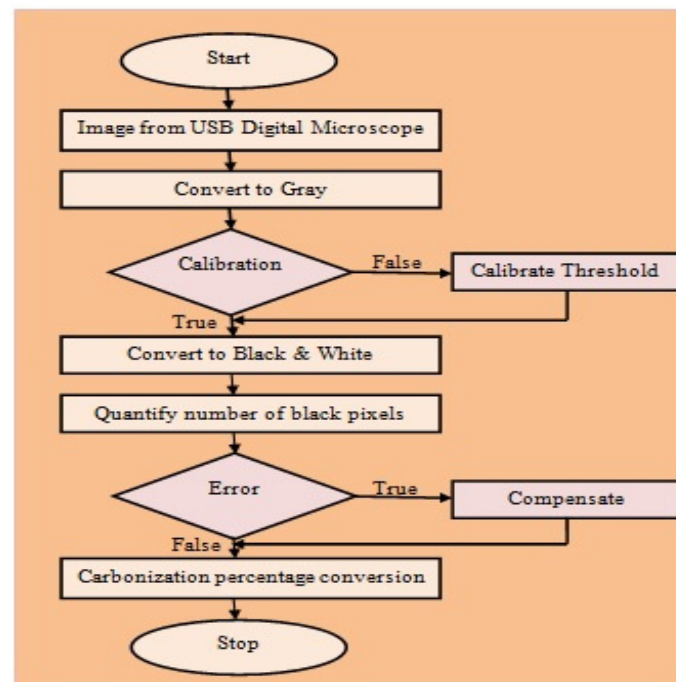 Start
Image from USB Digital Microscope
Convert to Gray
Calibration
False
Calibrate Threshold
True
Convert to Black & White
Quantify number of black pixels
Error
True
Compensate
False
Carbonization percentage conversion
Stop